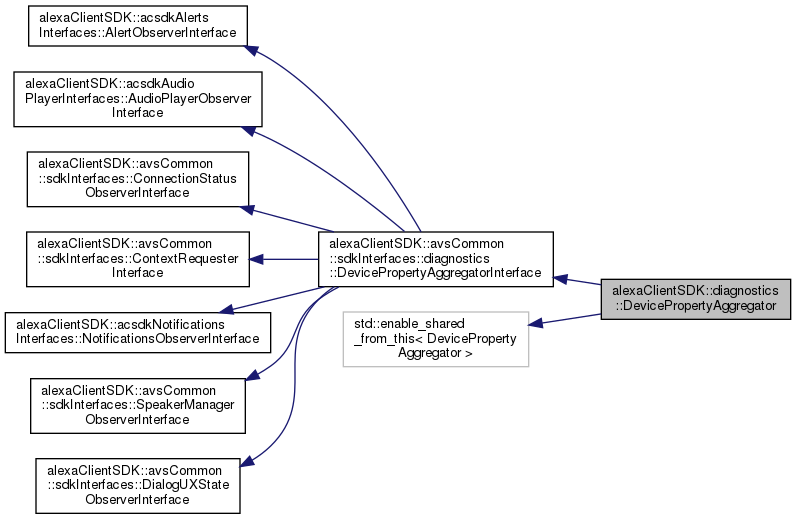 alexaClientSDK::acsdkAlerts
Interfaces::AlertObserverInterface
alexaClientSDK::acsdkAudio
PlayerInterfaces::AudioPlayerObserver
Interface
alexaClientSDK::avsCommon
::sdkInterfaces::ConnectionStatus
ObserverInterface
alexaClientSDK::avsCommon
::sdkInterfaces::ContextRequester
Interface
alexaClientSDK::acsdkNotifications
Interfaces::NotificationsObserverInterface
alexaClientSDK::avsCommon
::sdkInterfaces::SpeakerManager
ObserverInterface
alexaClientSDK::avsCommon
::sdkInterfaces::DialogUXState
ObserverInterface
alexaClientSDK::avsCommon
::sdkInterfaces::diagnostics
::DevicePropertyAggregatorInterface
std::enable_shared
_from_this< DeviceProperty
Aggregator >
alexaClientSDK::diagnostics
::DevicePropertyAggregator